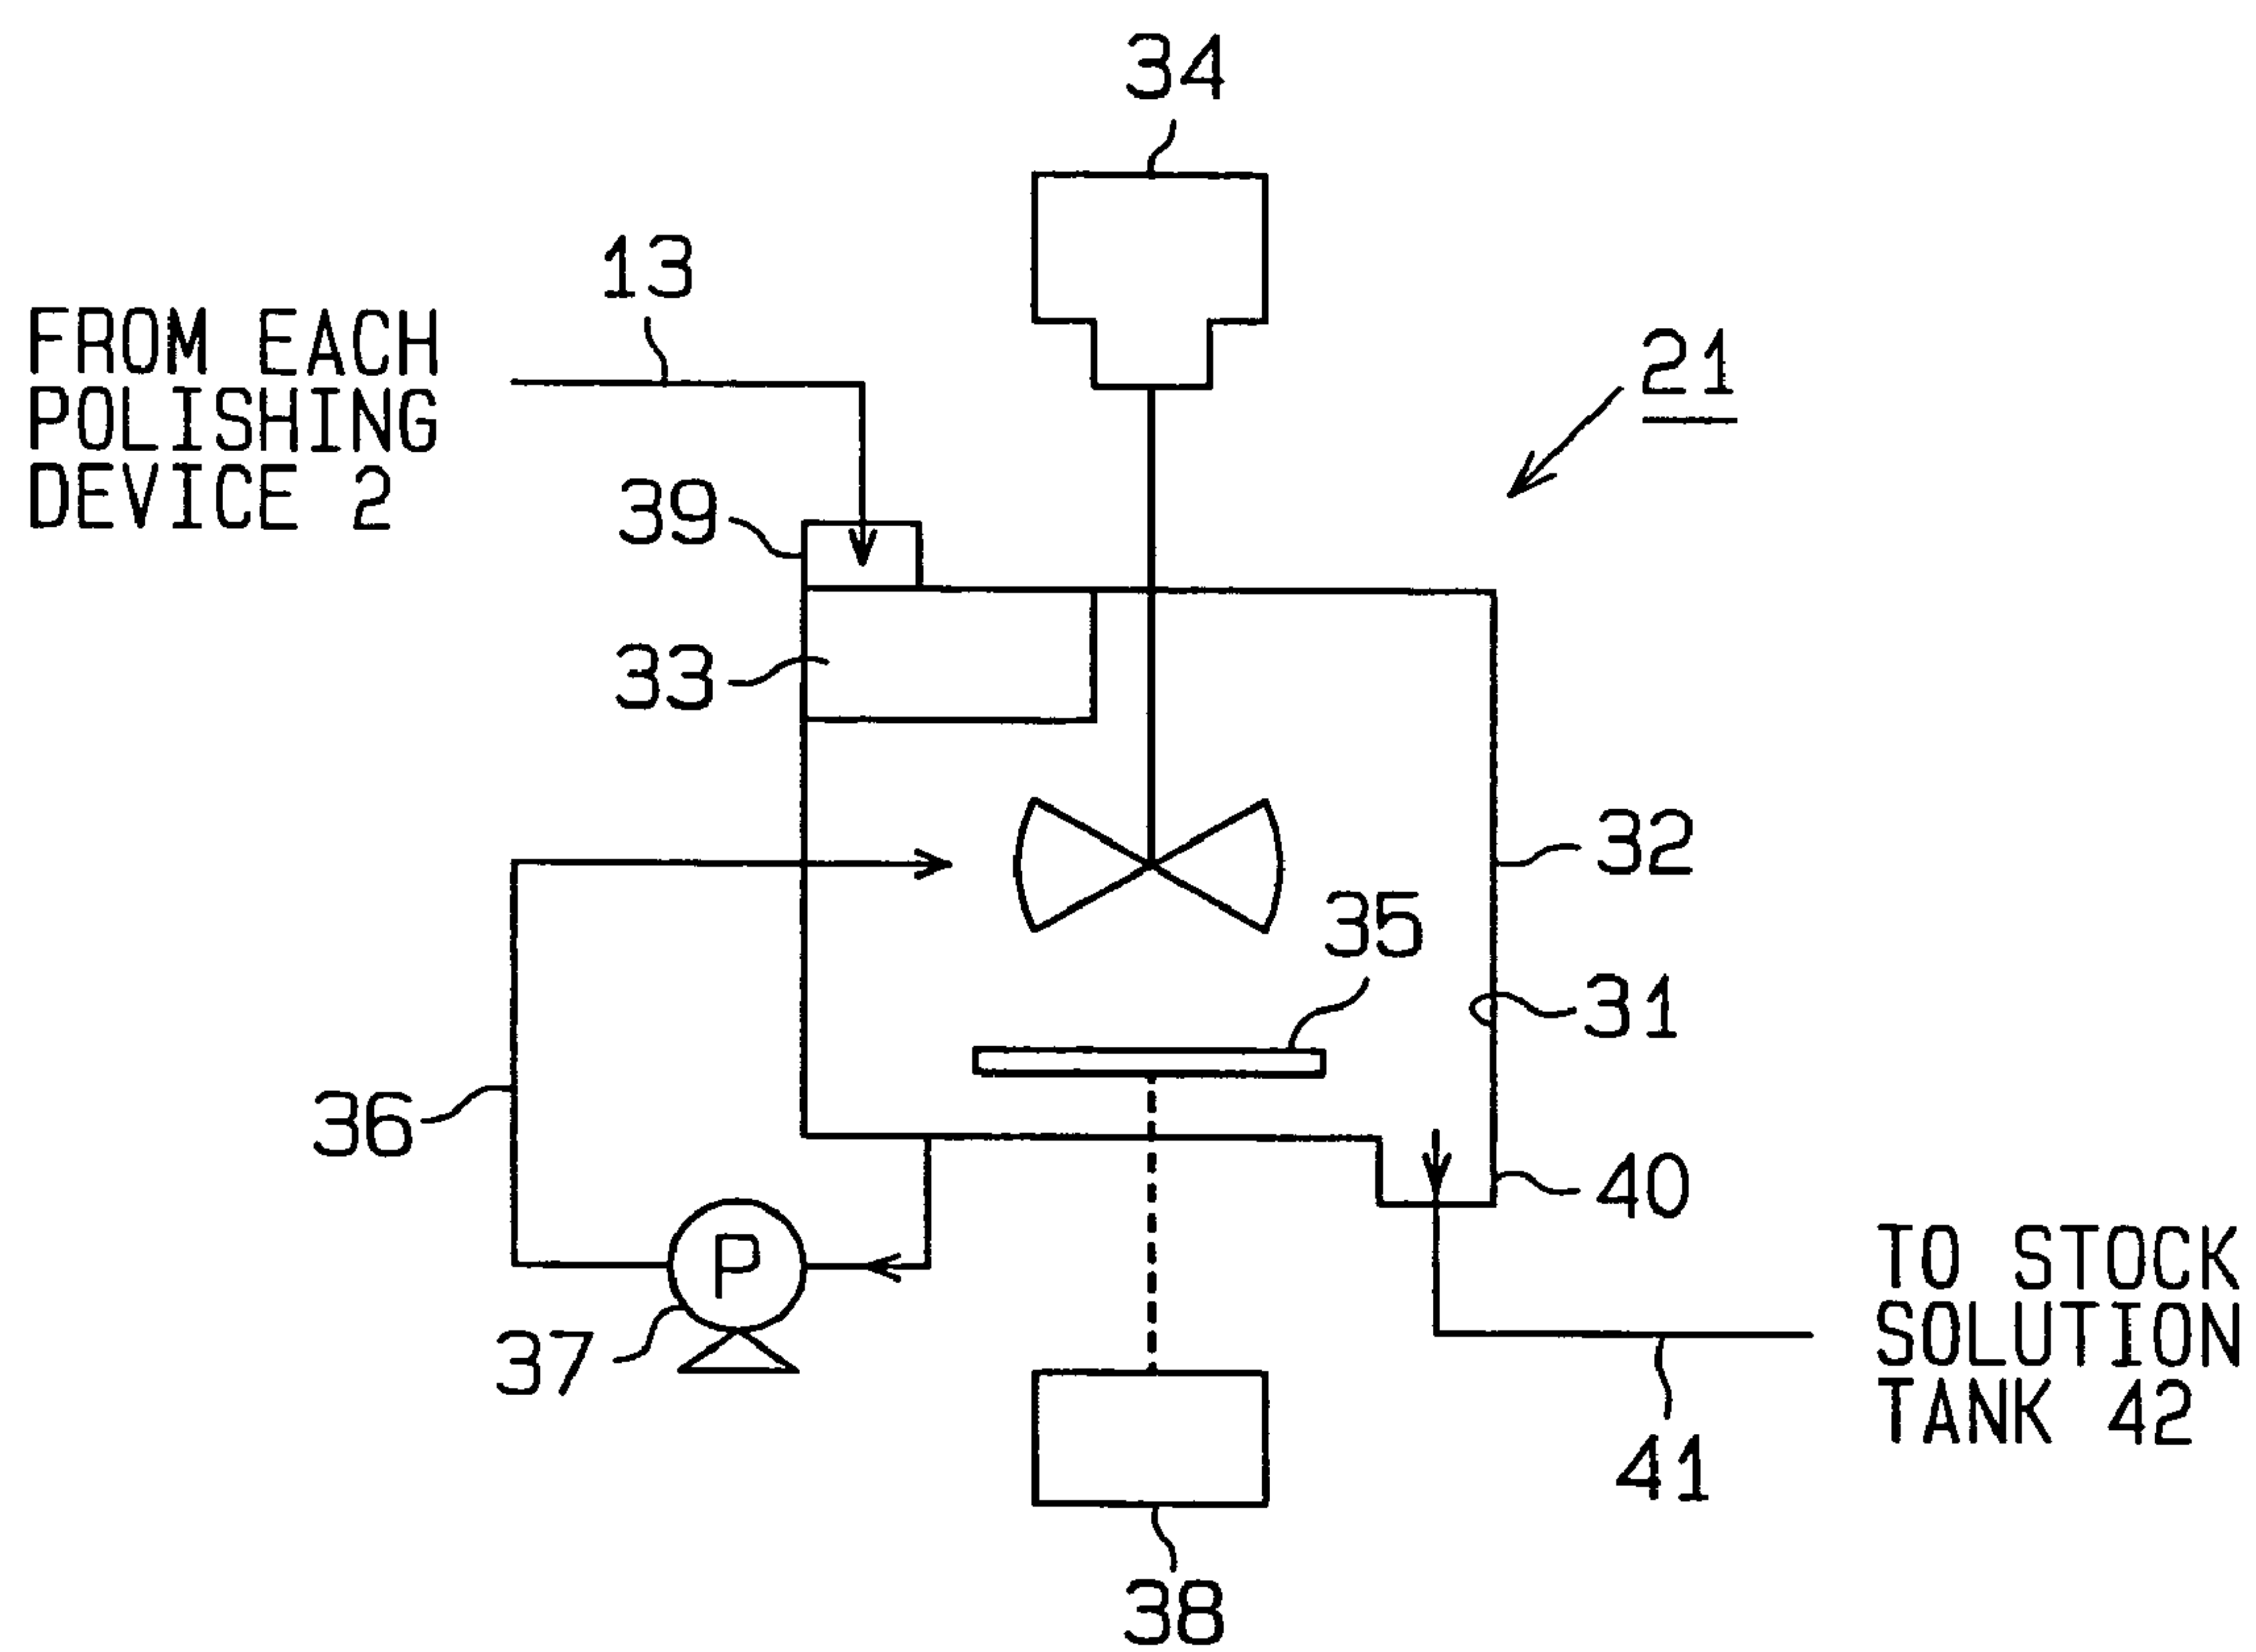 34
13
FROM EACH
POLISHING
DEVICE 2
21
39
33
32
35
31
36
40
P
37
TO STOCK
SOLUTION
TANK 42
41
38